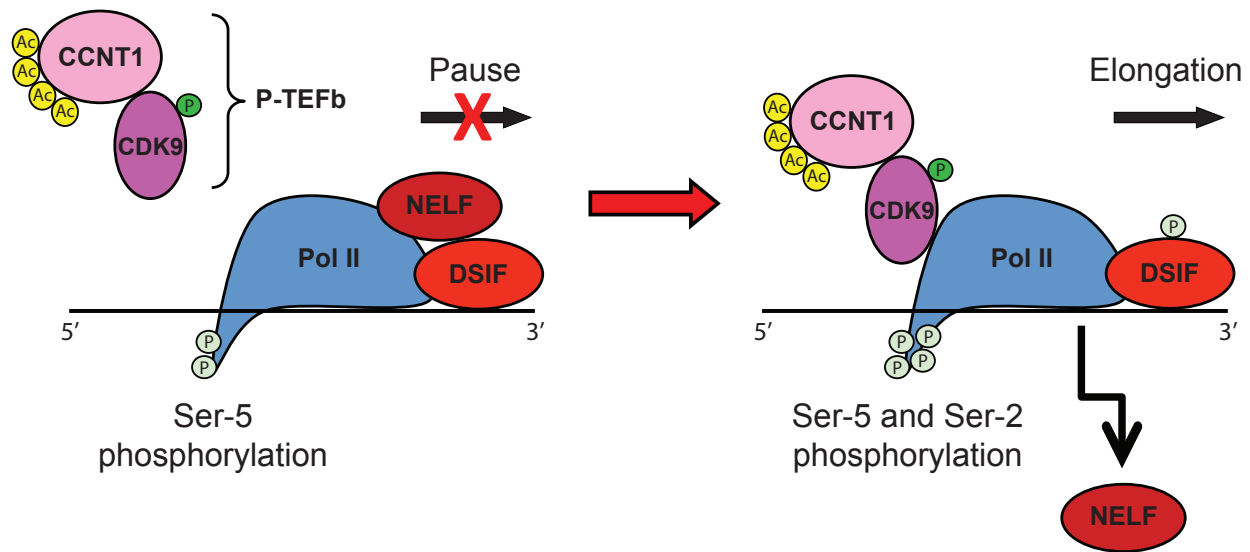 CCNT1
Ac
Ac
Ac
Ac
P
CDK9
P-TEFb
Pause
X
NELF
Pol II
DSIF
5′
3′
P
P
Ser-5
phosphorylation
Elongation
CCNT1
Ac
Ac
Ac
Ac
P
CDK9
P
Pol II
DSIF
5′
3′
P
P
P
P
Ser-5 and Ser-2
phosphorylation
NELF